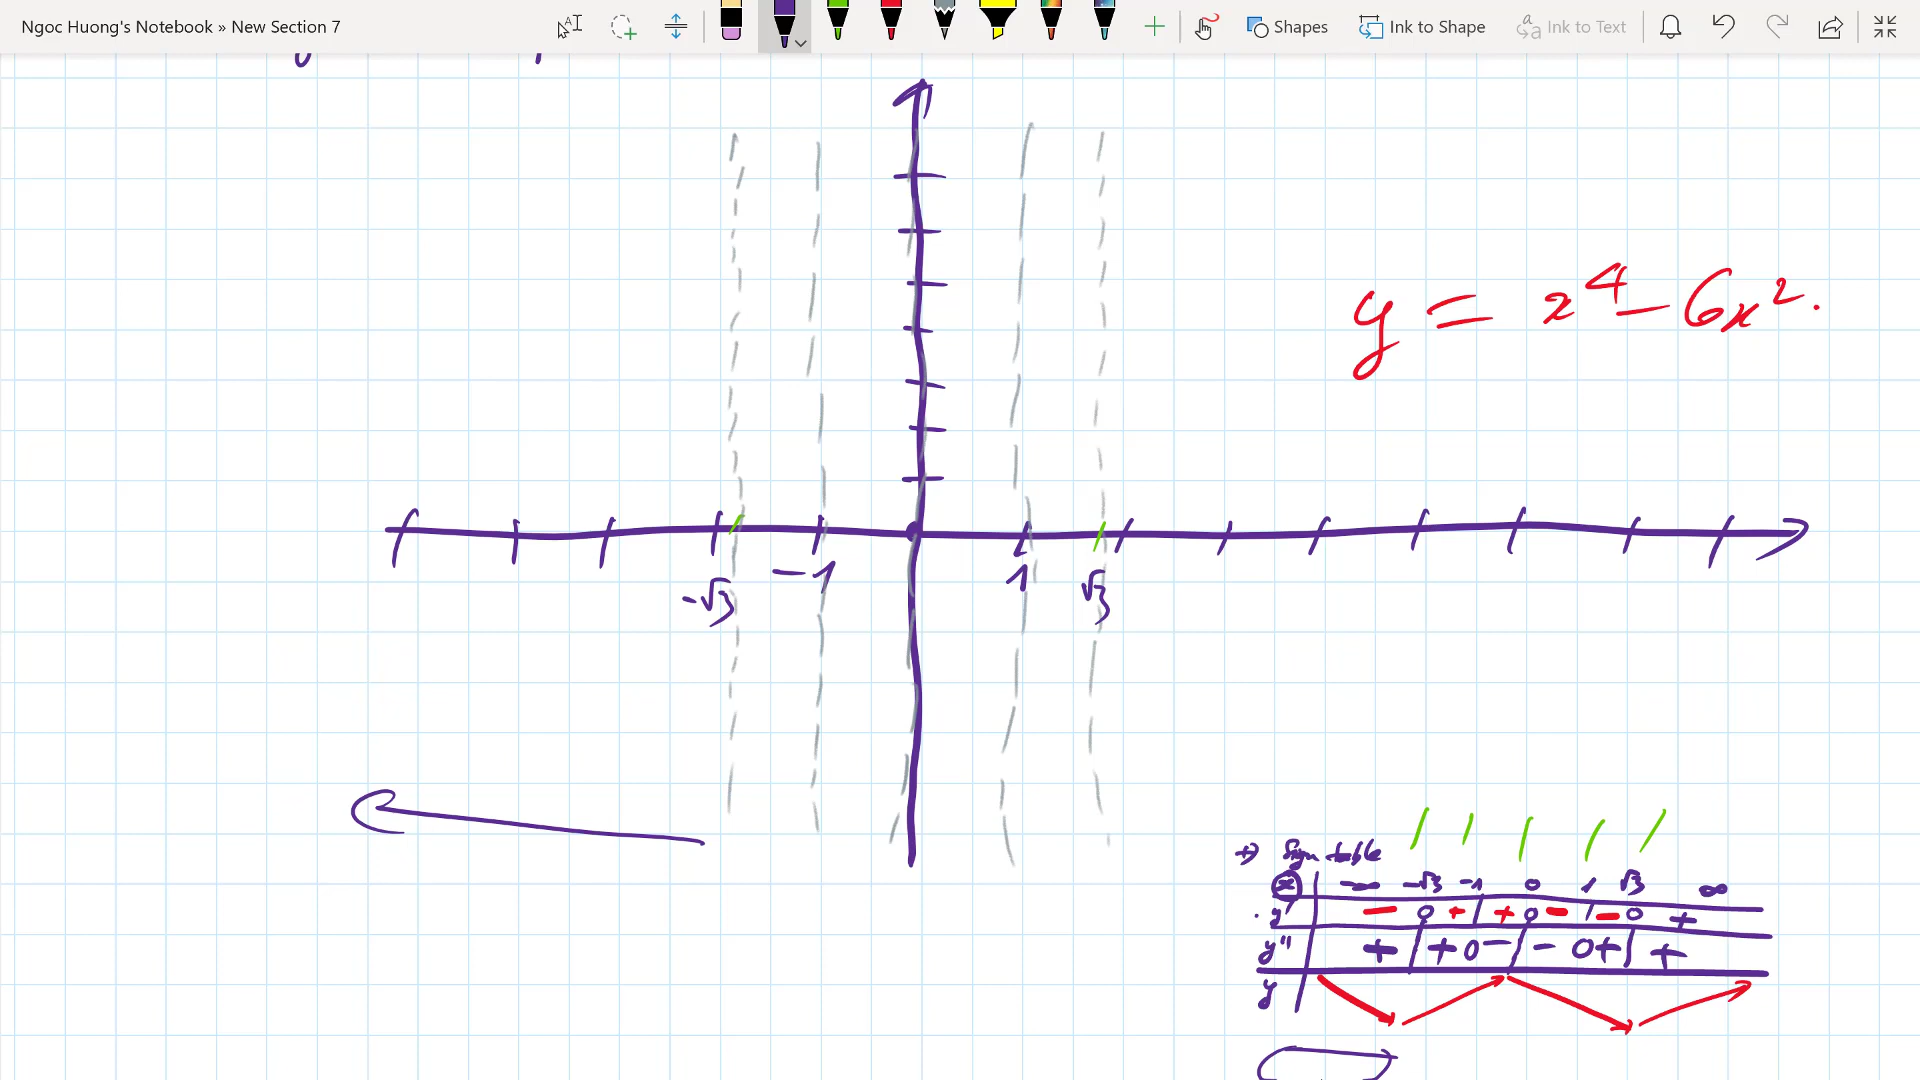 Ngoc Huong's Notebook » New Section 7
Shapes
Ink to Shape
Ink to Text
y = x⁴ - 6x².
-√3 -1 1 √3
→ Sign table
x -∞ -√3 -1 0 1 √3 ∞
y' - 0 + | + 0 - | - 0 +
y'' + | + 0 - | - 0 + | +
y